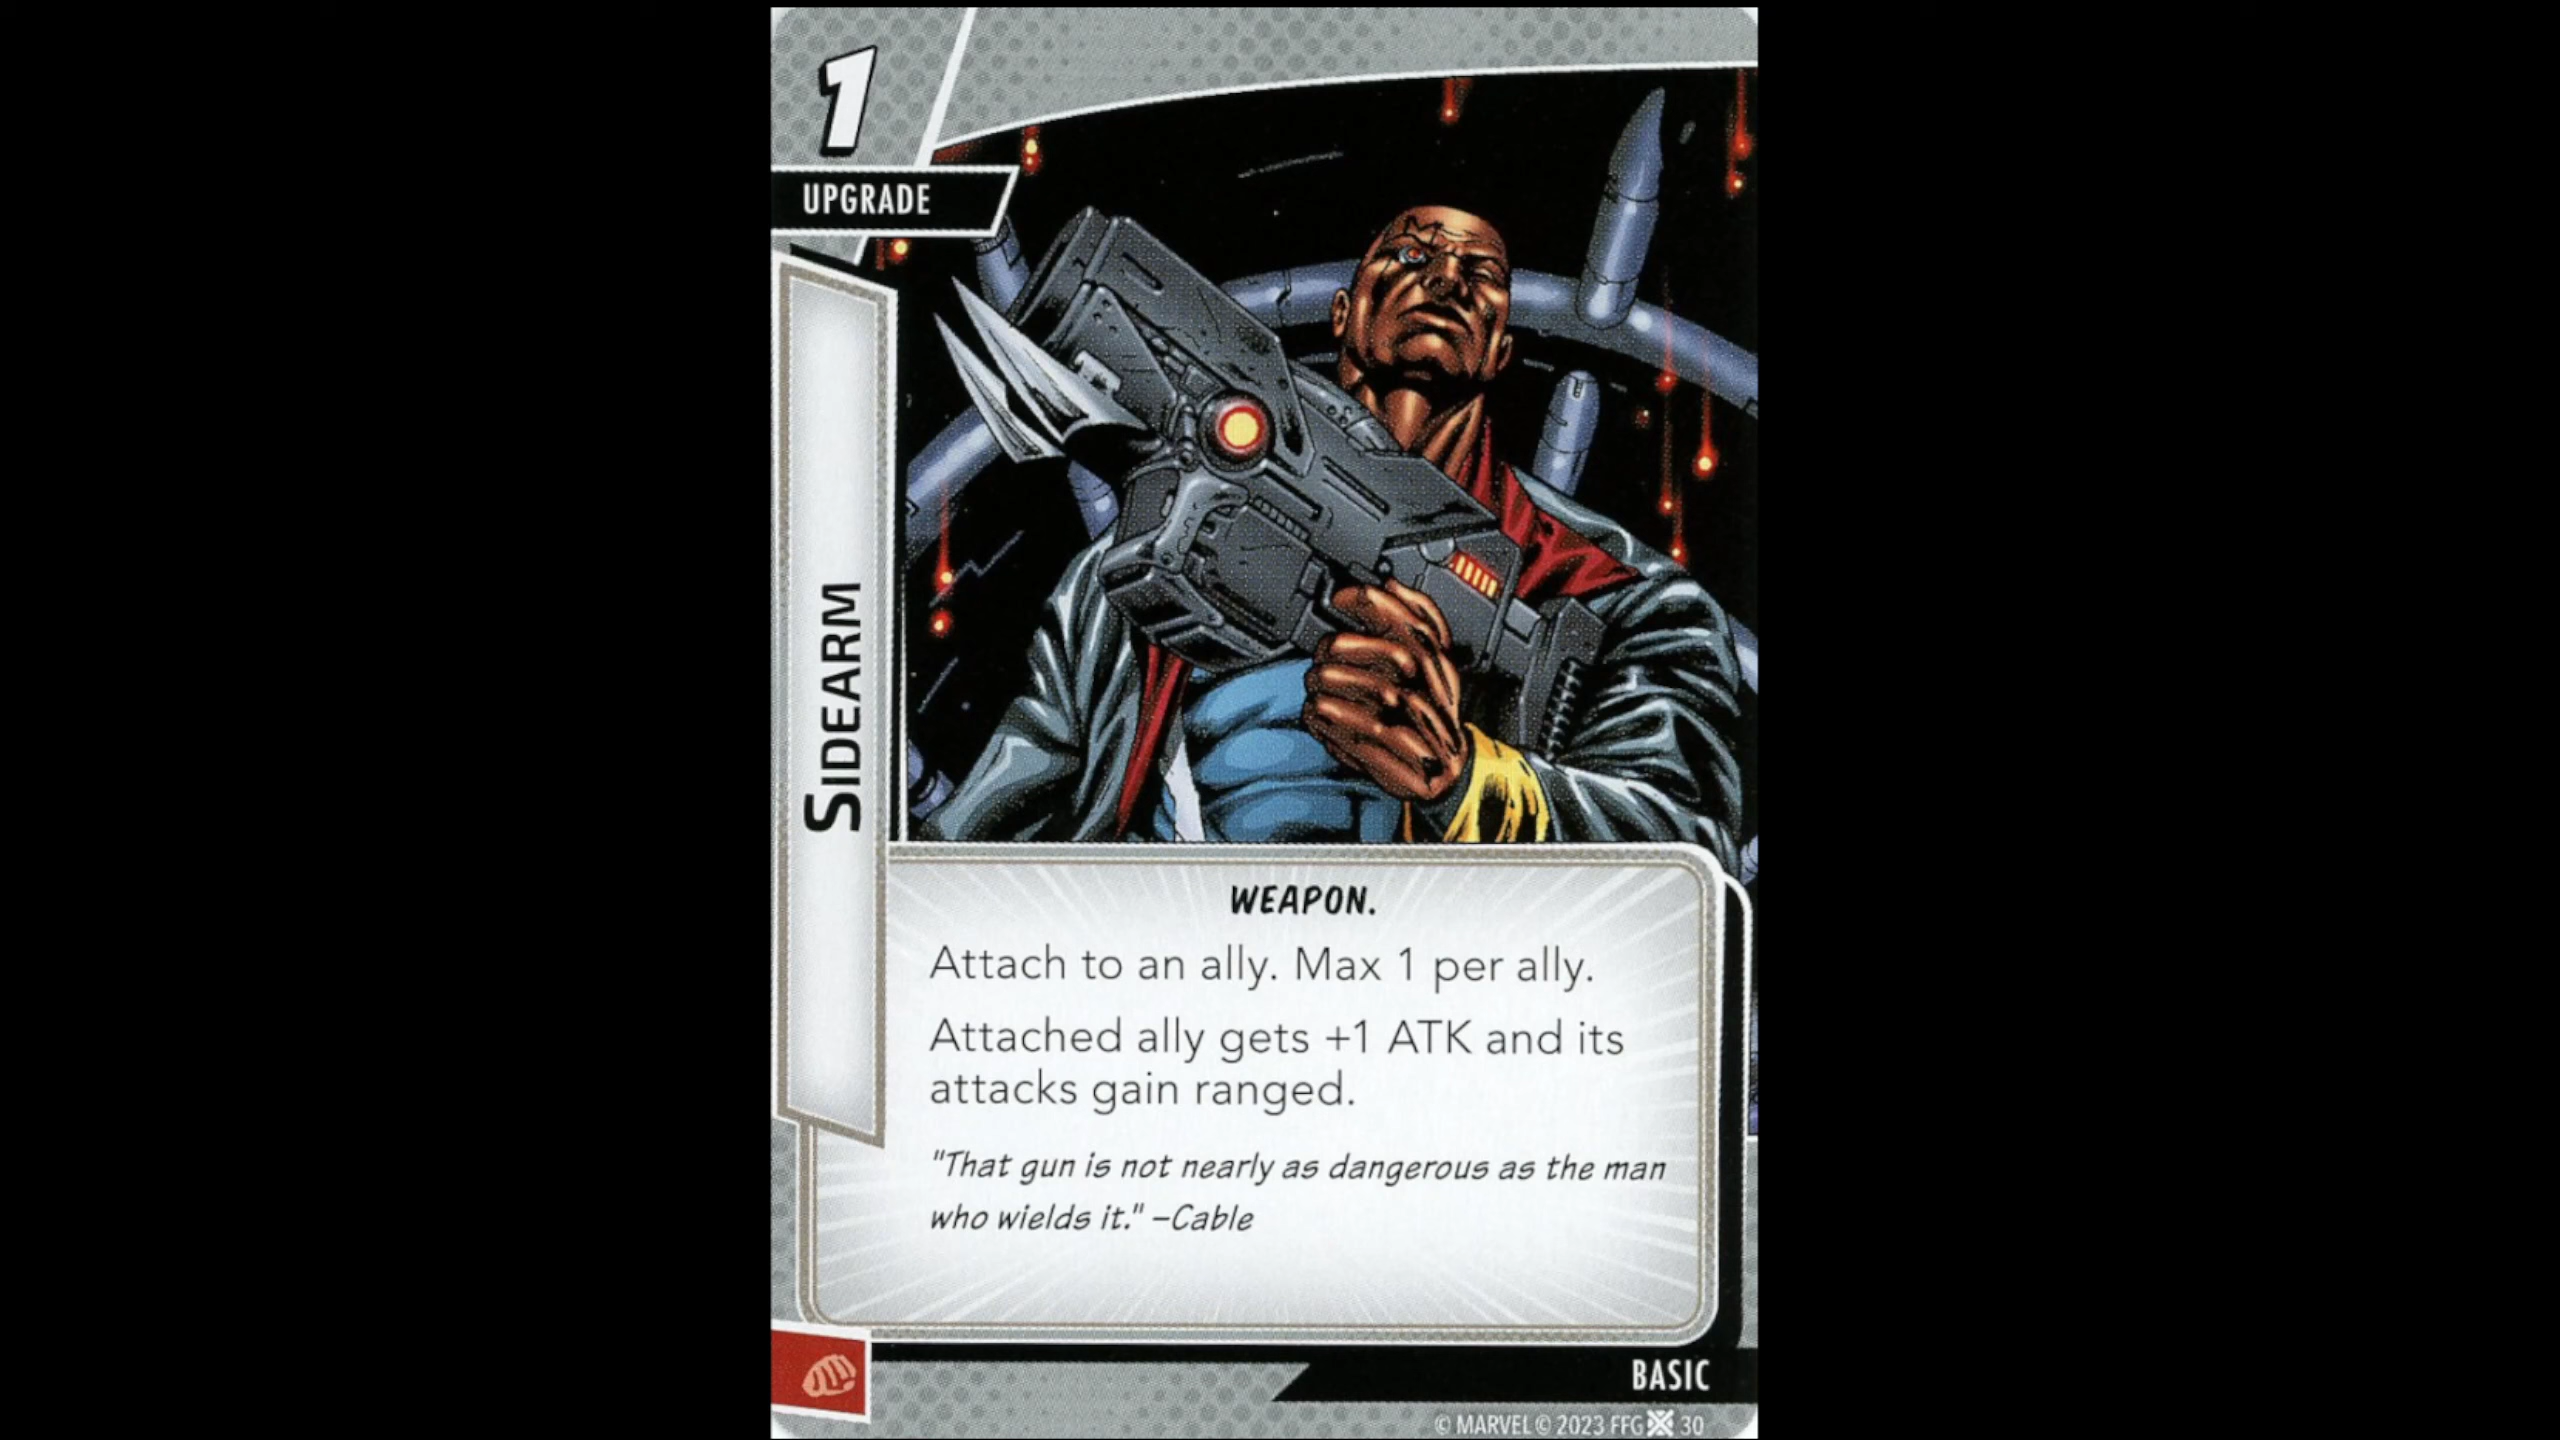 1
UPGRADE
SIDEARM
WEAPON.
Attach to an ally. Max 1 per ally.
Attached ally gets +1 ATK and its
attacks gain ranged.
"That gun is not nearly as dangerous as the man
who wields it." –Cable
BASIC
© MARVEL © 2023 FFG 30